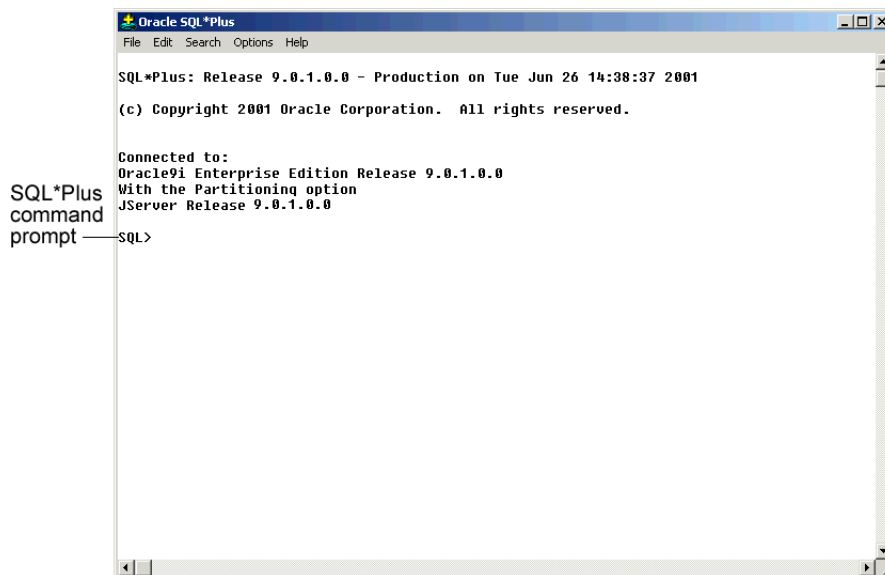 Oracle SQL*Plus
File Edit Search Options Help
SQL*Plus: Release 9.0.1.0.0 - Production on Tue Jun 26 14:38:37 2001
(c) Copyright 2001 Oracle Corporation.  All rights reserved.
Connected to:
Oracle9i Enterprise Edition Release 9.0.1.0.0
With the Partitioning option
JServer Release 9.0.1.0.0
SQL>
SQL*Plus
command
prompt